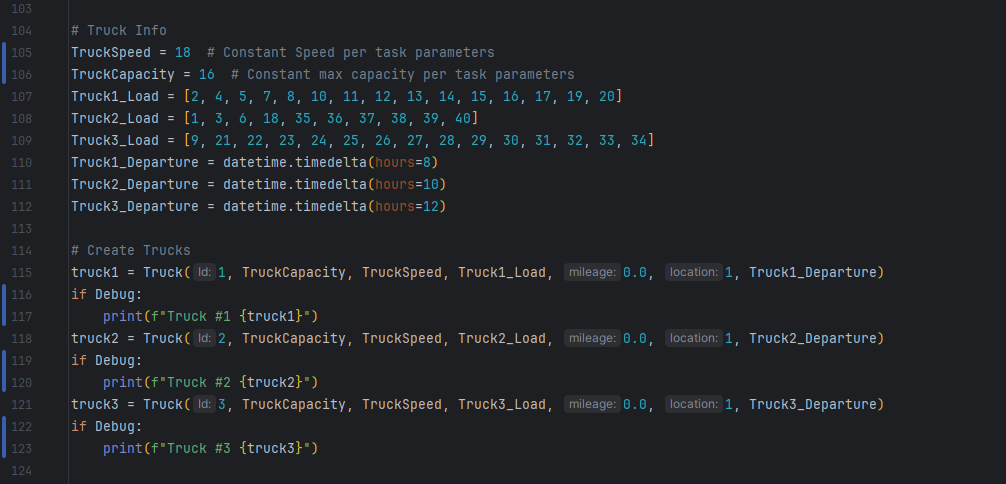 103
104 # Truck Info
105 TruckSpeed = 18  # Constant Speed per task parameters
106 TruckCapacity = 16  # Constant max capacity per task parameters
107 Truck1_Load = [2, 4, 5, 7, 8, 10, 11, 12, 13, 14, 15, 16, 17, 19, 20]
108 Truck2_Load = [1, 3, 6, 18, 35, 36, 37, 38, 39, 40]
109 Truck3_Load = [9, 21, 22, 23, 24, 25, 26, 27, 28, 29, 30, 31, 32, 33, 34]
110 Truck1_Departure = datetime.timedelta(hours=8)
111 Truck2_Departure = datetime.timedelta(hours=10)
112 Truck3_Departure = datetime.timedelta(hours=12)
113
114 # Create Trucks
115 truck1 = Truck( Id: 1, TruckCapacity, TruckSpeed, Truck1_Load, mileage: 0.0, location: 1, Truck1_Departure)
116 if Debug:
117     print(f"Truck #1 {truck1}")
118 truck2 = Truck( Id: 2, TruckCapacity, TruckSpeed, Truck2_Load, mileage: 0.0, location: 1, Truck2_Departure)
119 if Debug:
120     print(f"Truck #2 {truck2}")
121 truck3 = Truck( Id: 3, TruckCapacity, TruckSpeed, Truck3_Load, mileage: 0.0, location: 1, Truck3_Departure)
122 if Debug:
123     print(f"Truck #3 {truck3}")
124